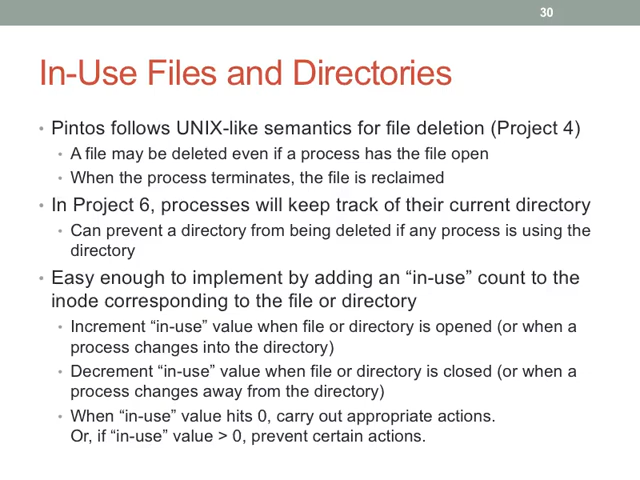 30
In-Use Files and Directories
• Pintos follows UNIX-like semantics for file deletion (Project 4)
• A file may be deleted even if a process has the file open
• When the process terminates, the file is reclaimed
• In Project 6, processes will keep track of their current directory
• Can prevent a directory from being deleted if any process is using the
directory
• Easy enough to implement by adding an “in-use” count to the
inode corresponding to the file or directory
• Increment “in-use” value when file or directory is opened (or when a
process changes into the directory)
• Decrement “in-use” value when file or directory is closed (or when a
process changes away from the directory)
• When “in-use” value hits 0, carry out appropriate actions.
Or, if “in-use” value > 0, prevent certain actions.